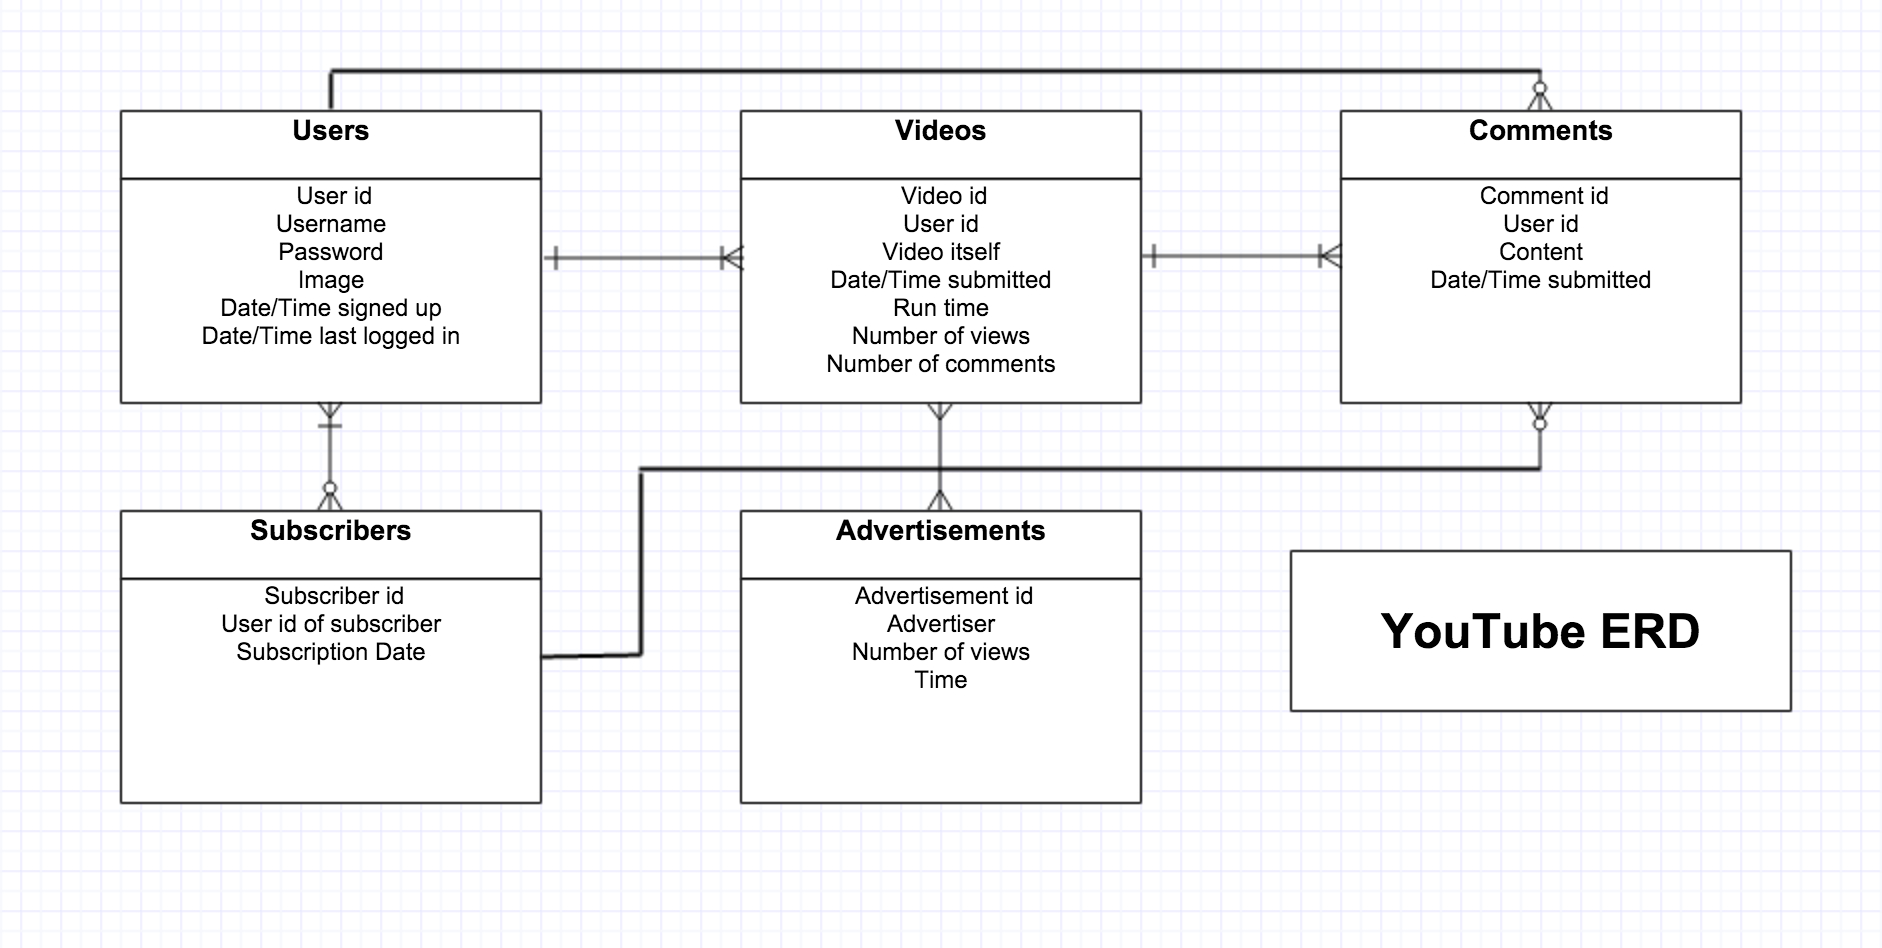 Users
User id
Username
Password
Image
Date/Time signed up
Date/Time last logged in
Videos
Video id
User id
Video itself
Date/Time submitted
Run time
Number of views
Number of comments
Comments
Comment id
User id
Content
Date/Time submitted
Subscribers
Subscriber id
User id of subscriber
Subscription Date
Advertisements
Advertisement id
Advertiser
Number of views
Time
YouTube ERD